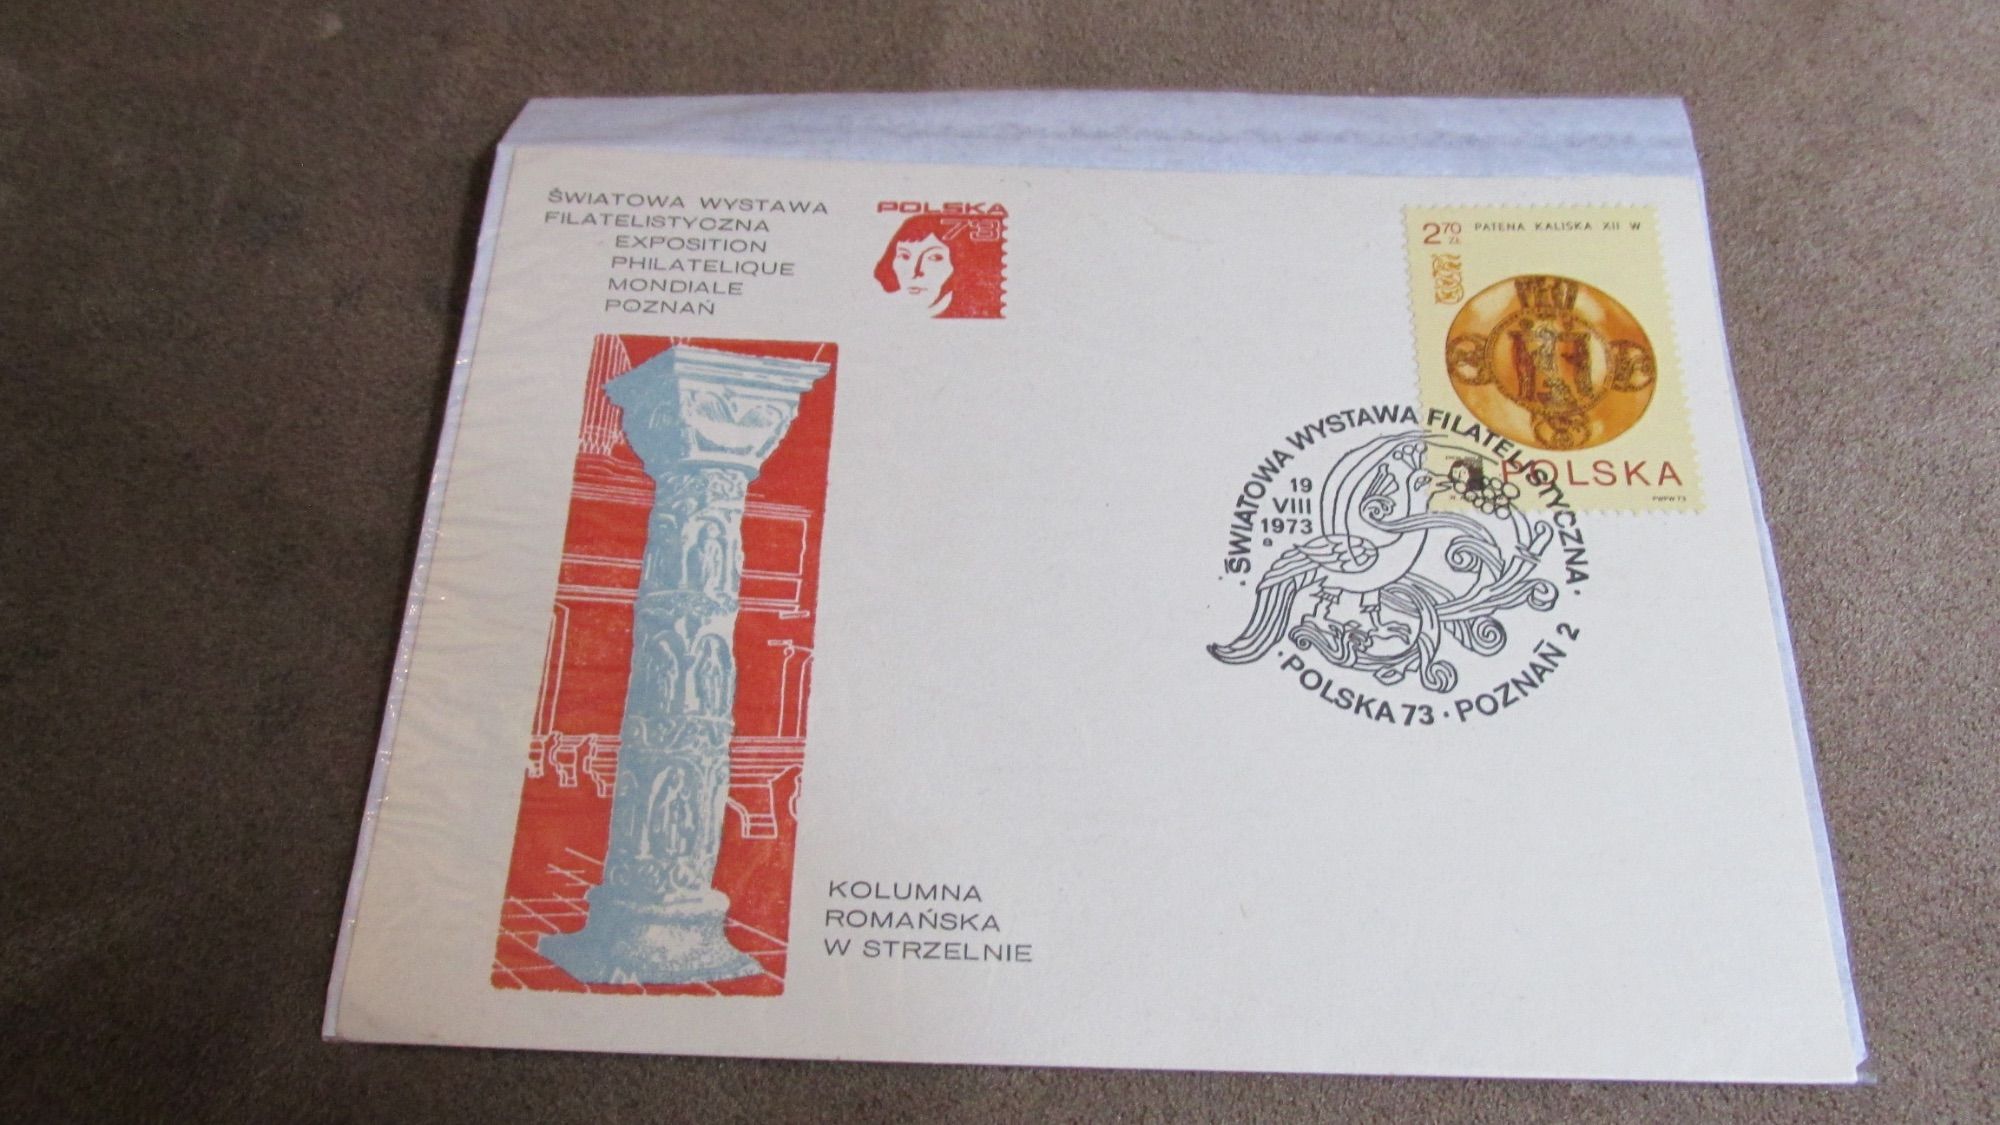 ŚWIATOWA WYSTAWA
FILATELISTYCZNA
EXPOSITION
PHILATELIQUE
MONDIALE
POZNAŃ
POLSKA
73
2 70 ZŁ
PATENA KALISKA XII W
POLSKA
PWPW 73
· ŚWIATOWA WYSTAWA FILATELISTYCZNA ·
19
VIII
1973
· POLSKA 73 · POZNAŃ 2
KOLUMNA
ROMAŃSKA
W STRZELNIE